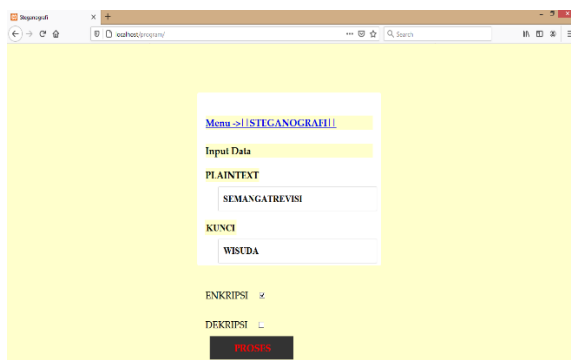 Steganografi
localhost/program/
Search
Menu ->||STEGANOGRAFI||
Input Data
PLAINTEXT
SEMANGATREVISI
KUNCI
WISUDA
ENKRIPSI
DEKRIPSI
PROSES